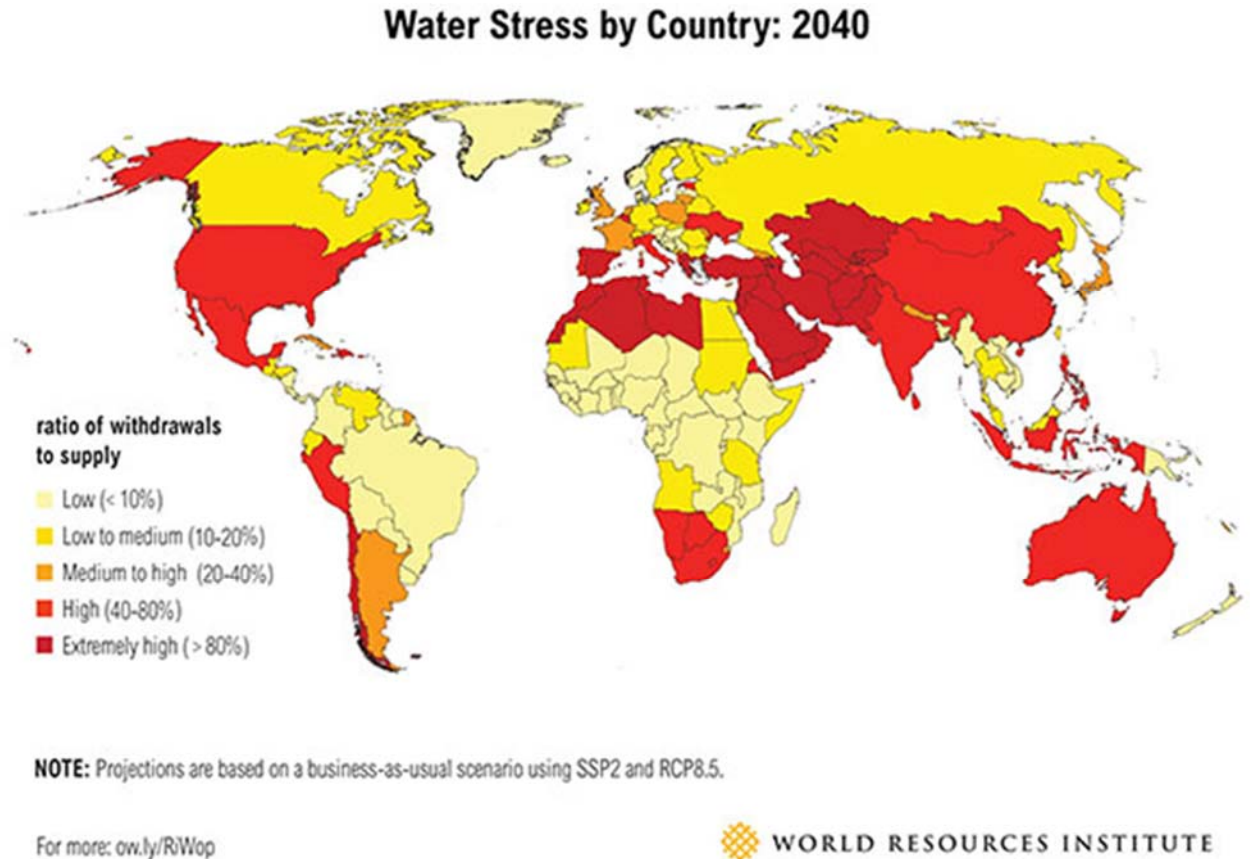 Water Stress by Country: 2040
ratio of withdrawals
to supply
Low (< 10%)
Low to medium (10-20%)
Medium to high (20-40%)
High (40-80%)
Extremely high (> 80%)
NOTE: Projections are based on a business-as-usual scenario using SSP2 and RCP8.5.
For more: ow.ly/RiWop
WORLD RESOURCES INSTITUTE